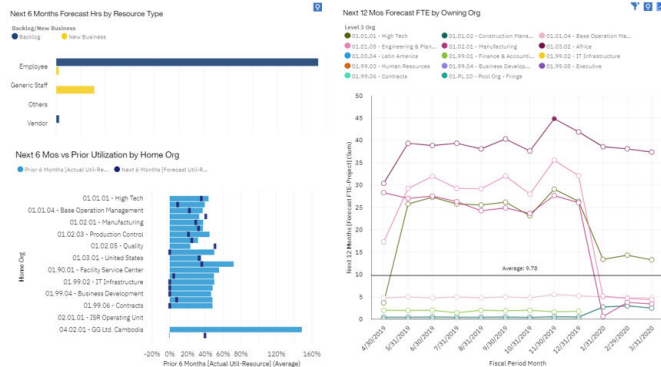 Next 6 Months Forecast Hrs by Resource Type
Backlog/New Business
Backlog
New Business
Employee
Generic Staff
Others
Vendor
Next 6 Mos vs Prior Utilization by Home Org
Prior 6 Months [Actual Util-Re...
Next 6 Months [Forecast Util-R...
Home Org
01.01.01 - High Tech
01.01.04 - Base Operation Management
01.02.01 - Manufacturing
01.02.03 - Production Control
01.02.05 - Quality
01.03.01 - United States
01.90.01 - Facility Service Center
01.99.02 - IT Infrastructure
01.99.04 - Business Development
01.99.06 - Contracts
02.01.01 - ISR Operating Unit
04.02.01 - GG Ltd. Cambodia
-20% 0% 20% 40% 60% 80% 100% 120% 160%
Prior 6 Months [Actual Util-Resource] (Average)
Next 12 Mos Forecast FTE by Owning Org
Level 3 Org
01.01.01 - High Tech
01.01.02 - Construction Mana...
01.01.04 - Base Operation Ma...
01.01.05 - Engineering & Plan...
01.02.01 - Manufacturing
01.03.02 - Africa
01.03.04 - Latin America
01.99.01 - Finance & Accounti...
01.99.02 - IT Infrastructure
01.99.03 - Human Resources
01.99.04 - Business Develop...
01.99.05 - Executive
01.99.06 - Contracts
01.PL.10 - Pool Org - Fringe
Next 12 Months [Forecast FTE-Project] (Sum)
50
45
40
35
30
25
20
15
10
5
0
Average: 9.78
4/30/2019 5/31/2019 6/30/2019 7/31/2019 8/31/2019 9/30/2019 10/31/2019 11/30/2019 12/31/2019 1/31/2020 2/29/2020 3/31/2020
Fiscal Period Month